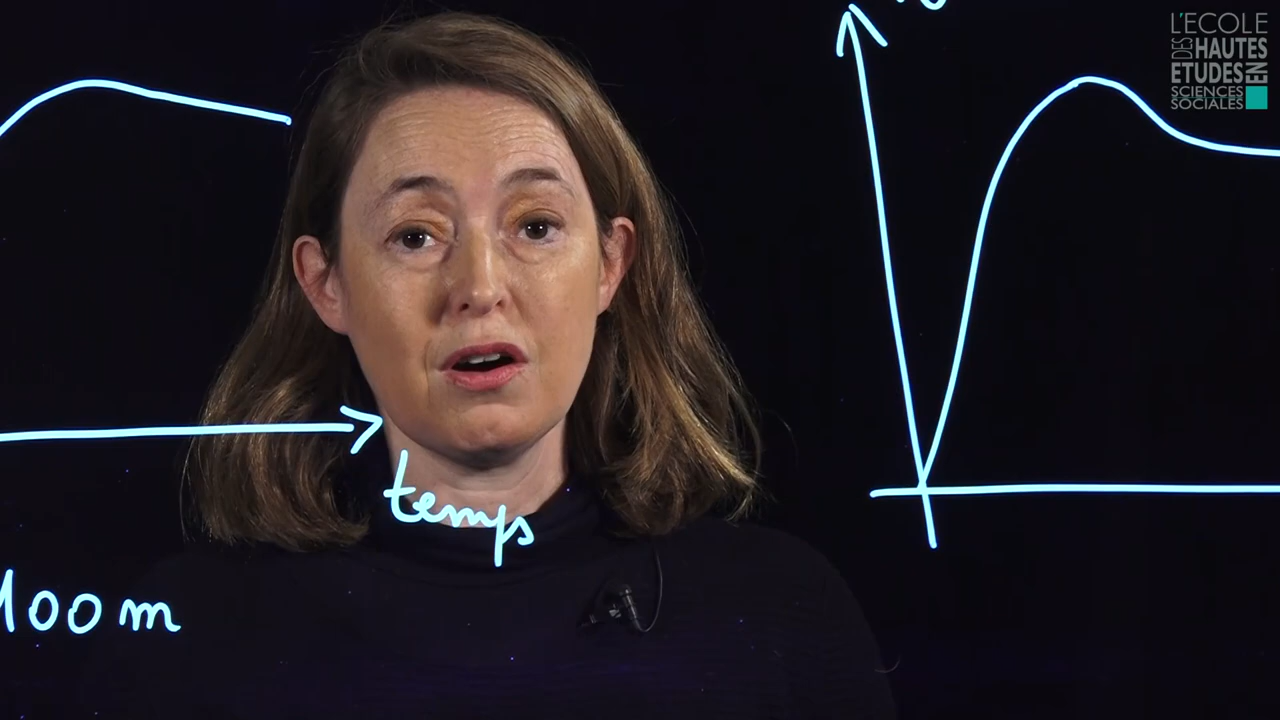 temps
100 m
L'ECOLE
DES HAUTES
ETUDES EN
SCIENCES
SOCIALES